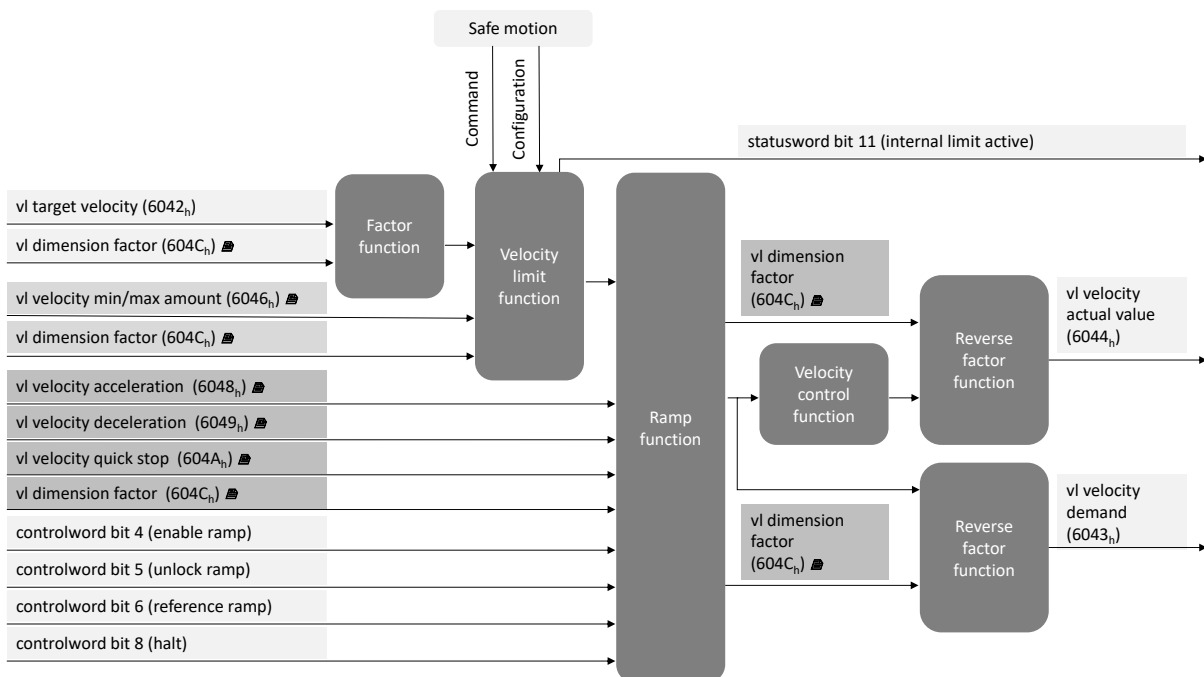 Safe motion
Command
Configuration
statusword bit 11 (internal limit active)
vl target velocity (6042h)
vl dimension factor (604Ch)
Factor
function
Velocity
limit
function
vl velocity min/max amount (6046h)
vl dimension factor (604Ch)
vl velocity acceleration (6048h)
vl velocity deceleration (6049h)
vl velocity quick stop (604Ah)
vl dimension factor (604Ch)
controlword bit 4 (enable ramp)
controlword bit 5 (unlock ramp)
controlword bit 6 (reference ramp)
controlword bit 8 (halt)
Ramp
function
vl dimension
factor
(604Ch)
Velocity
control
function
Reverse
factor
function
vl velocity
actual value
(6044h)
vl dimension
factor
(604Ch)
Reverse
factor
function
vl velocity
demand
(6043h)